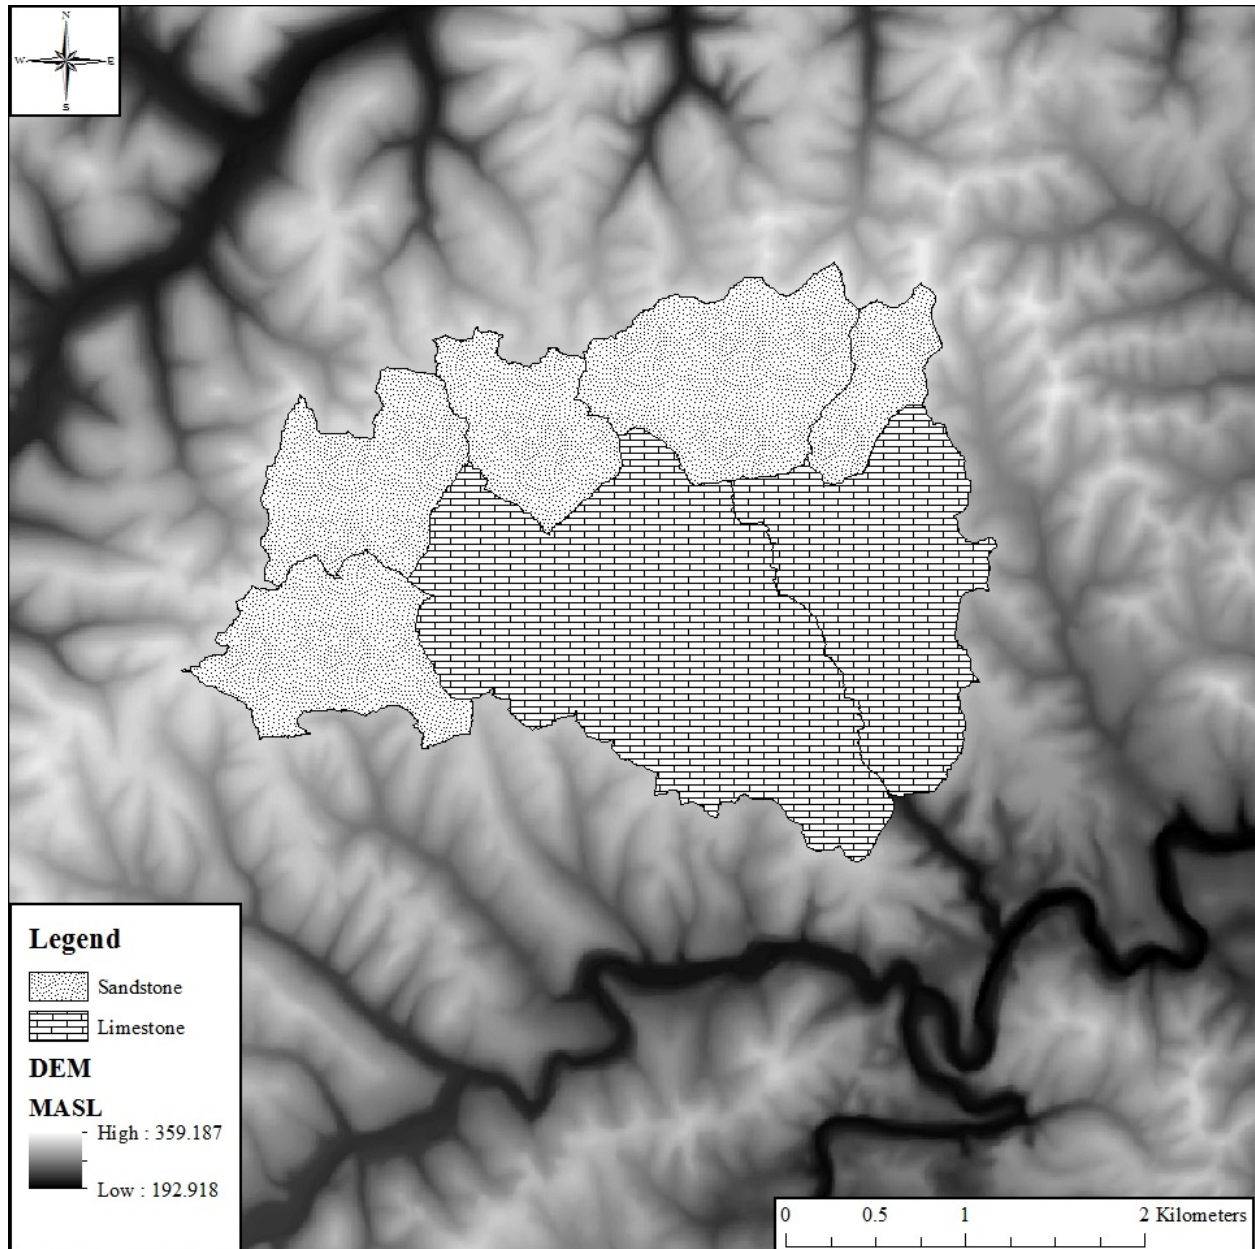 N
W E
S
Legend
Sandstone
Limestone
DEM
MASL
High : 359.187
Low : 192.918
0 0.5 1 2 Kilometers